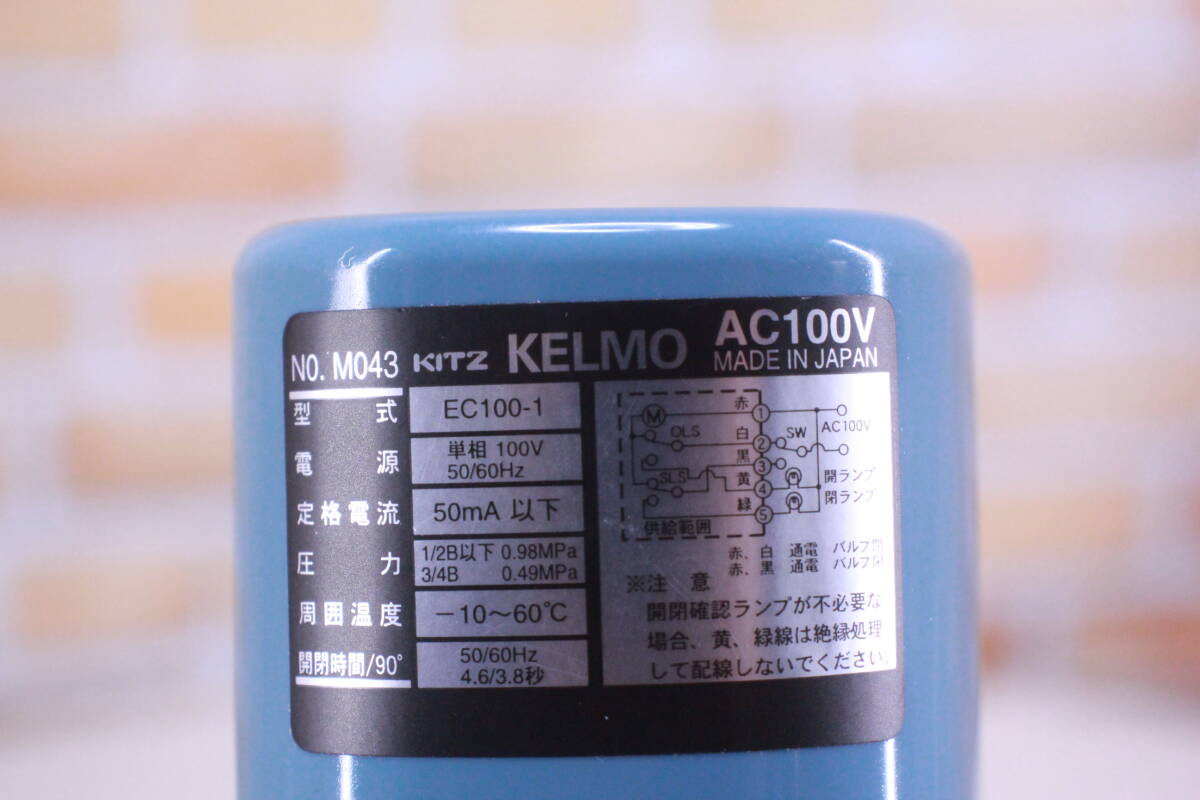 NO. M043 KITZ KELMO AC100V
MADE IN JAPAN
型式 EC100-1
電源 単相 100V
50/60Hz
定格電流 50mA 以下
圧力 1/2B以下 0.98MPa
3/4B 0.49MPa
周囲温度 －10～60℃
開閉時間/90° 50/60Hz
4.6/3.8秒
赤 1
M
OLS 白 2 SW AC100V
黒 3
SLS 黄 4 開ランプ
閉ランプ
緑 5
供給範囲
赤、白 通電 バルブ開
赤、黒 通電 バルブ閉
※注 意
開閉確認ランプが不必要な
場合、黄、緑線は絶縁処理
して配線しないでください。